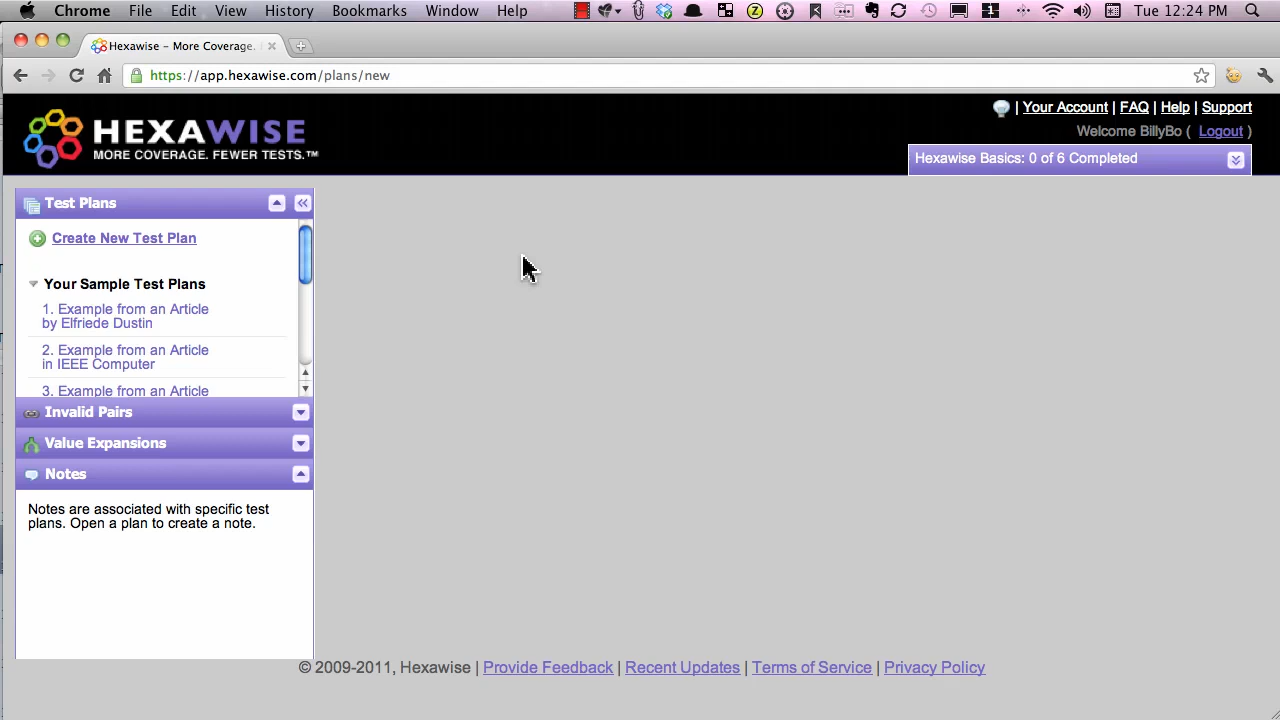 Chrome File Edit View History Bookmarks Window Help Tue 12:24 PM
Hexawise – More Coverage.
https://app.hexawise.com/plans/new
HEXAWISE
MORE COVERAGE. FEWER TESTS.™
| Your Account | FAQ | Help | Support
Welcome BillyBo ( Logout )
Hexawise Basics: 0 of 6 Completed
Test Plans
Create New Test Plan
Your Sample Test Plans
1. Example from an Article
by Elfriede Dustin
2. Example from an Article
in IEEE Computer
3. Example from an Article
Invalid Pairs
Value Expansions
Notes
Notes are associated with specific test
plans. Open a plan to create a note.
© 2009-2011, Hexawise | Provide Feedback | Recent Updates | Terms of Service | Privacy Policy